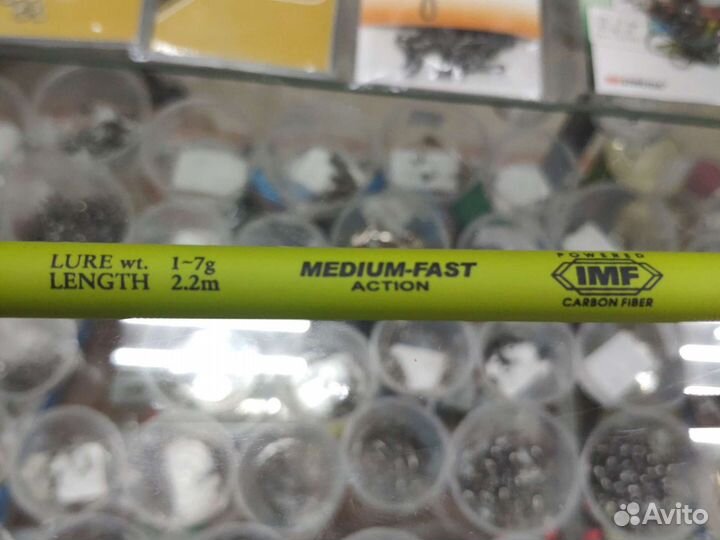 LURE wt. 1~7g
LENGTH 2.2m
MEDIUM-FAST
ACTION
POWERED
IMF
CARBON FIBER
Avito